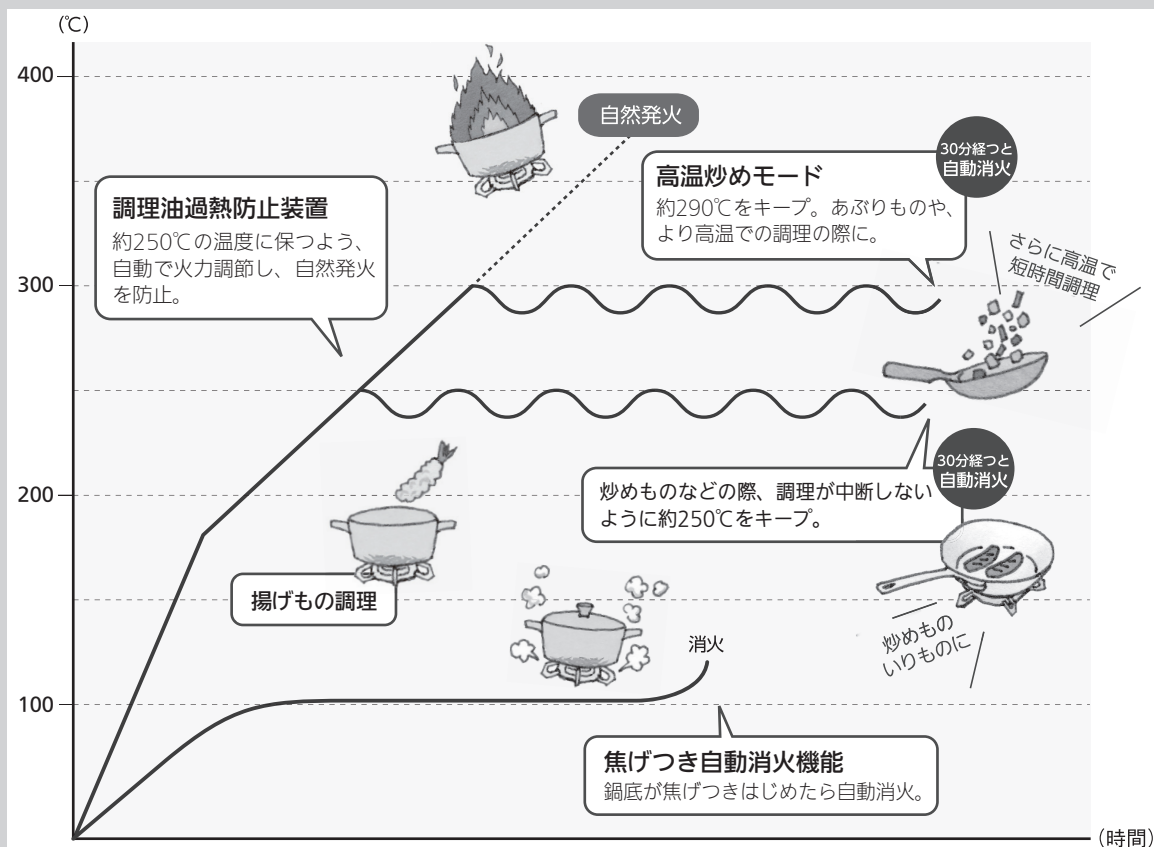 (℃)
400
300
200
100
自然発火
調理油過熱防止装置
約250℃の温度に保つよう、
自動で火力調節し、自然発火
を防止。
高温炒めモード
約290℃をキープ。あぶりものや、
より高温での調理の際に。
30分経つと
自動消火
さらに高温で
短時間調理
炒めものなどの際、調理が中断しない
ように約250℃をキープ。
30分経つと
自動消火
炒めもの
いりものに
揚げもの調理
消火
焦げつき自動消火機能
鍋底が焦げつきはじめたら自動消火。
(時間)